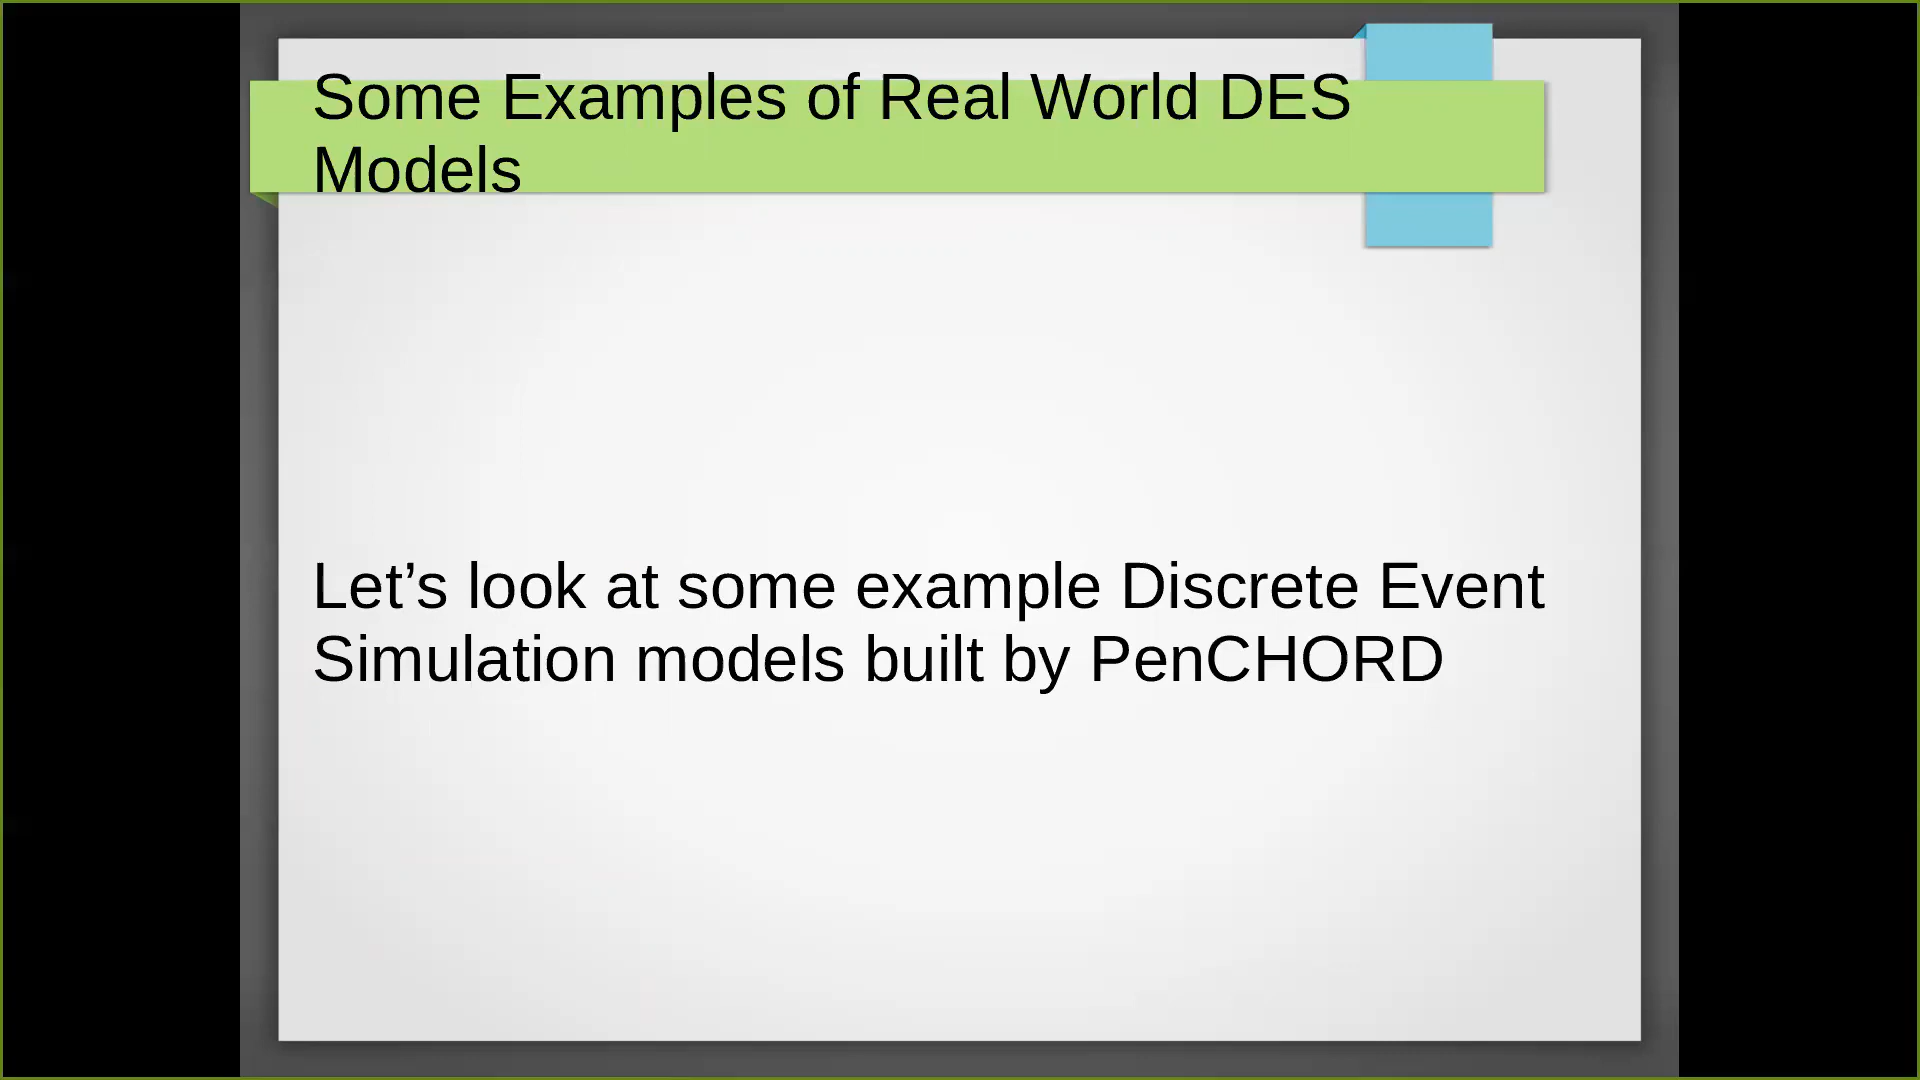 Some Examples of Real World DES
Models
Let’s look at some example Discrete Event
Simulation models built by PenCHORD